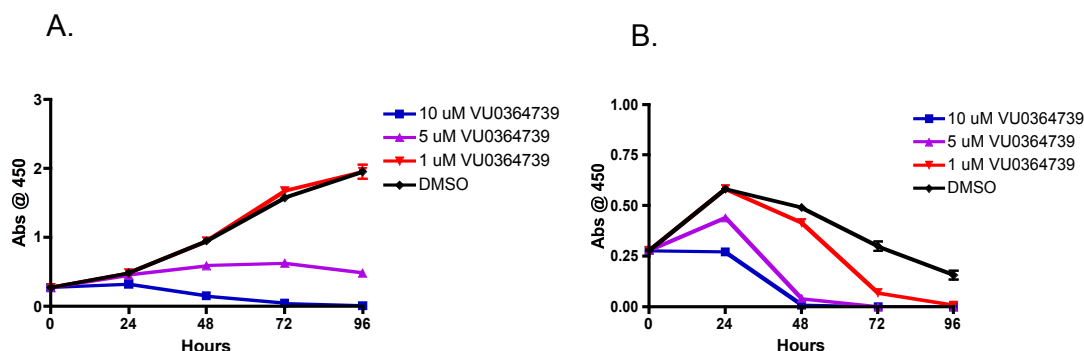 A.
3
2
1
0
Abs @ 450
0 24 48 72 96
Hours
10 uM VU0364739
5 uM VU0364739
1 uM VU0364739
DMSO
B.
1.00
0.75
0.50
0.25
0.00
Abs @ 450
0 24 48 72 96
Hours
10 uM VU0364739
5 uM VU0364739
1 uM VU0364739
DMSO